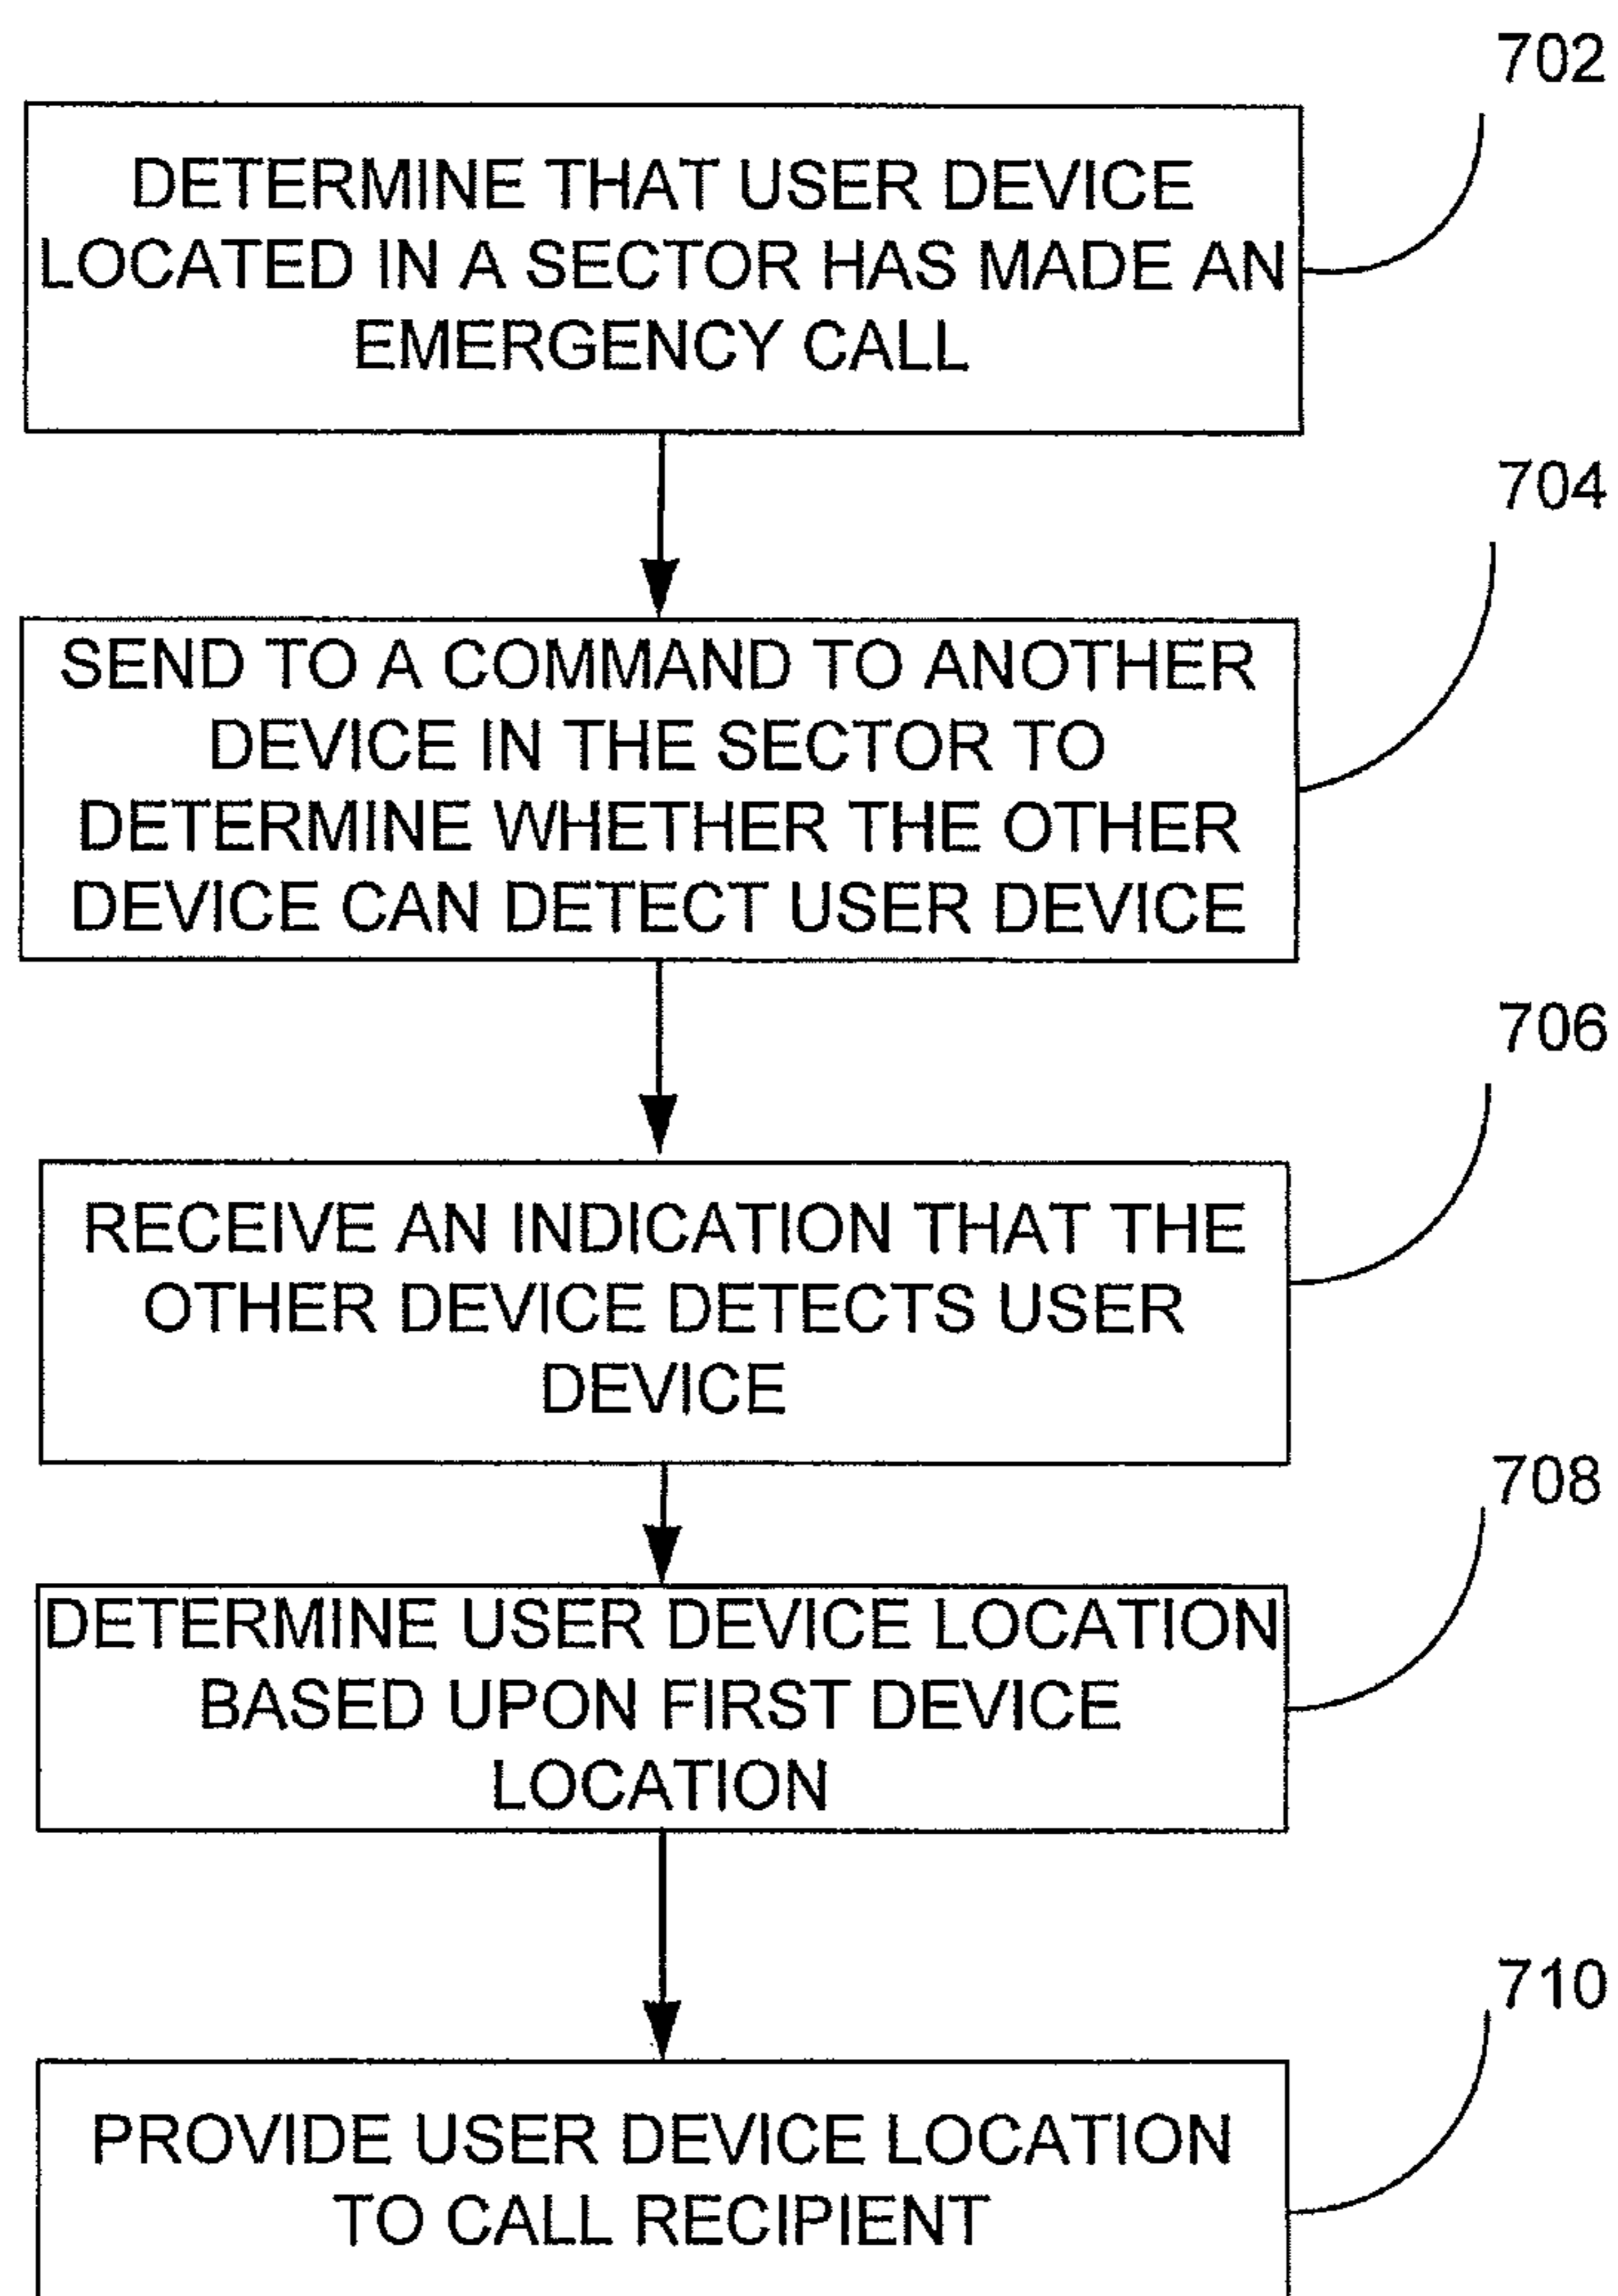 702
DETERMINE THAT USER DEVICE
LOCATED IN A SECTOR HAS MADE AN
EMERGENCY CALL
704
SEND TO A COMMAND TO ANOTHER
DEVICE IN THE SECTOR TO
DETERMINE WHETHER THE OTHER
DEVICE CAN DETECT USER DEVICE
706
RECEIVE AN INDICATION THAT THE
OTHER DEVICE DETECTS USER
DEVICE
708
DETERMINE USER DEVICE LOCATION
BASED UPON FIRST DEVICE
LOCATION
710
PROVIDE USER DEVICE LOCATION
TO CALL RECIPIENT